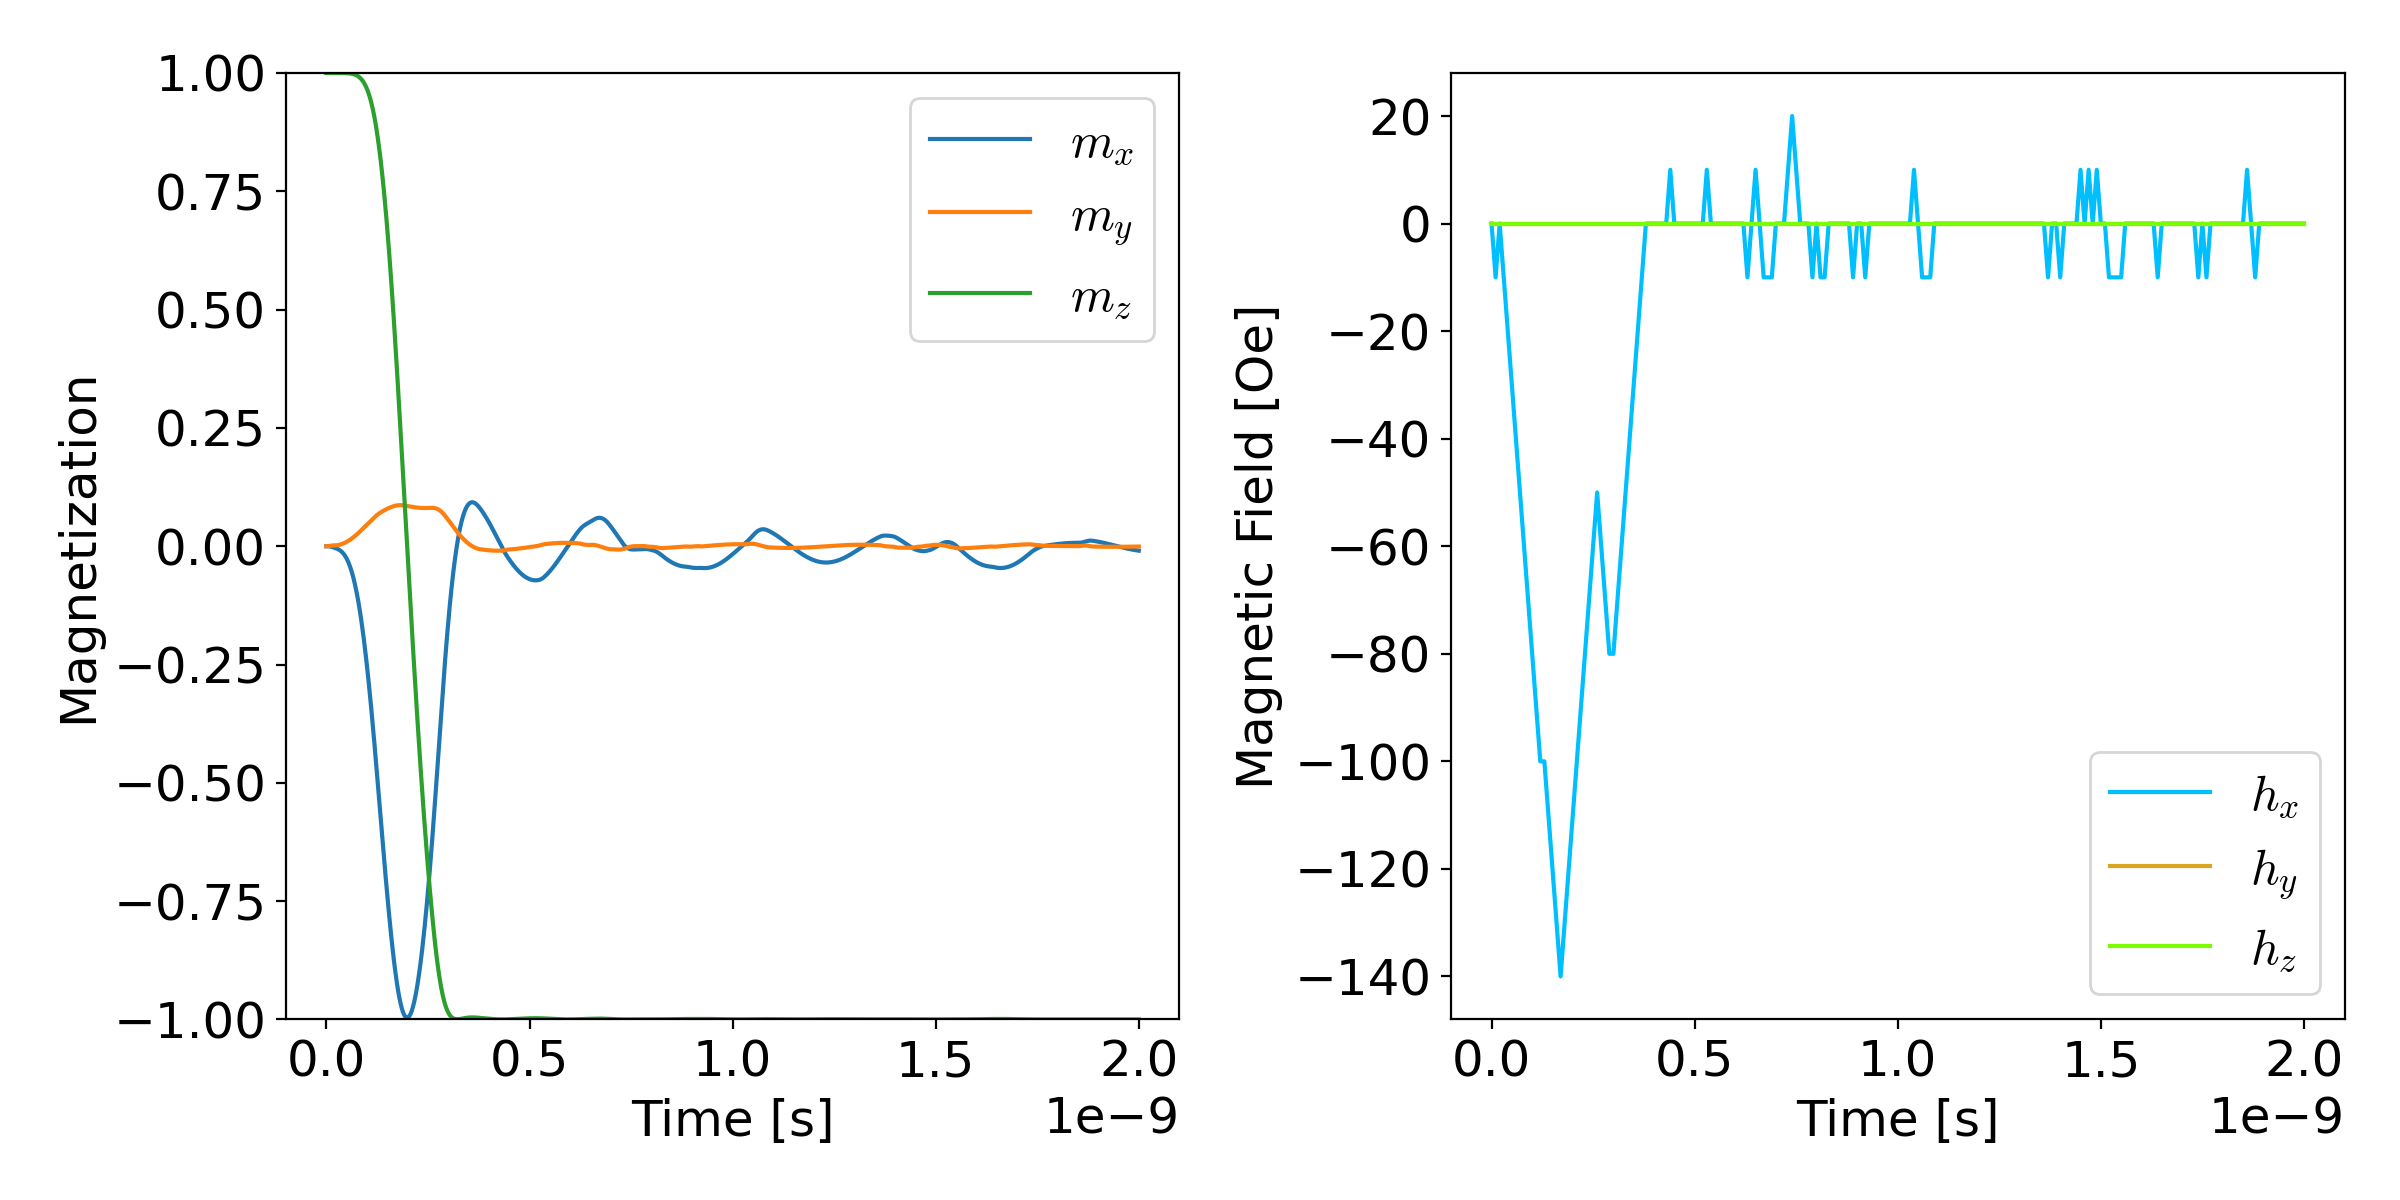 Magnetization
1.00
0.75
0.50
0.25
0.00
−0.25
−0.50
−0.75
−1.00
0.0 0.5 1.0 1.5 2.0
Time [s]
1e−9
m_x
m_y
m_z
Magnetic Field [Oe]
20
0
−20
−40
−60
−80
−100
−120
−140
0.0 0.5 1.0 1.5 2.0
Time [s]
1e−9
h_x
h_y
h_z